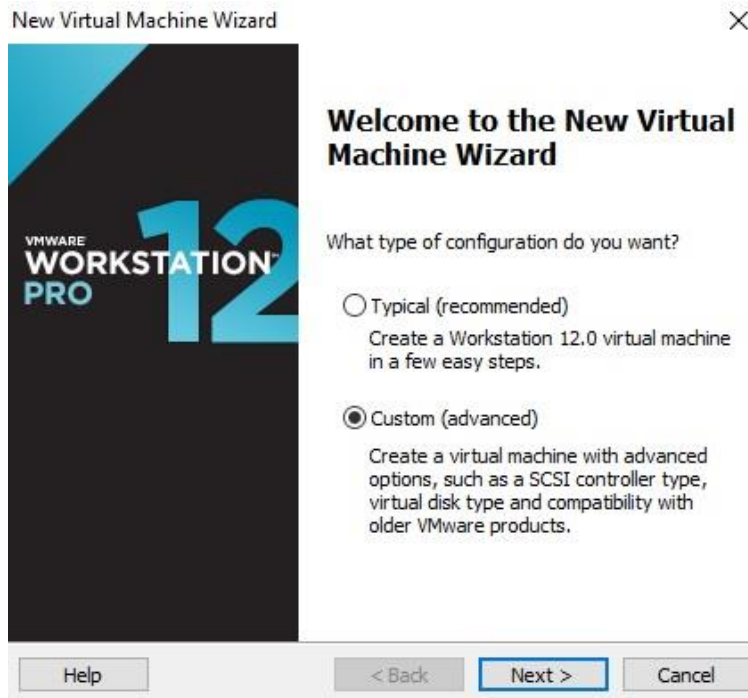 New Virtual Machine Wizard
VMWARE
WORKSTATION™
PRO
12
Welcome to the New Virtual
Machine Wizard
What type of configuration do you want?
Typical (recommended)
Create a Workstation 12.0 virtual machine
in a few easy steps.
Custom (advanced)
Create a virtual machine with advanced
options, such as a SCSI controller type,
virtual disk type and compatibility with
older VMware products.
Help
< Back
Next >
Cancel